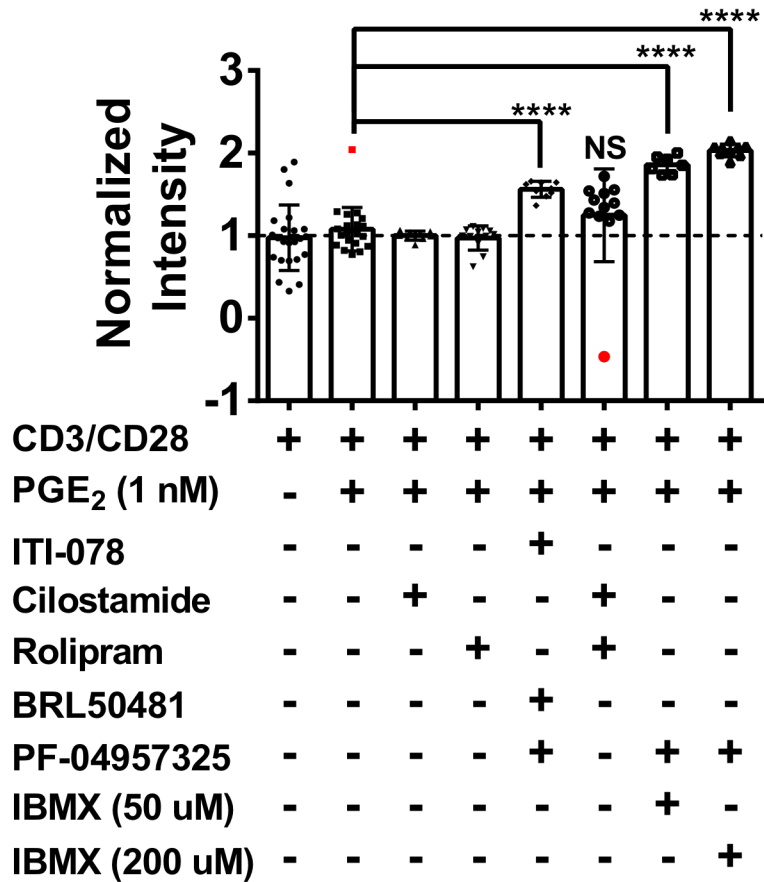 ****
****
3
****
2
NS
1
0
-1
Normalized
Intensity
CD3/CD28 + + + + + + + +
PGE₂ (1 nM) - + + + + + + +
ITI-078 - - - - + - - -
Cilostamide - - + - - + - -
Rolipram - - - + - + - -
BRL50481 - - - - + - - -
PF-04957325 - - - - + - + +
IBMX (50 uM) - - - - - - + -
IBMX (200 uM) - - - - - - - +